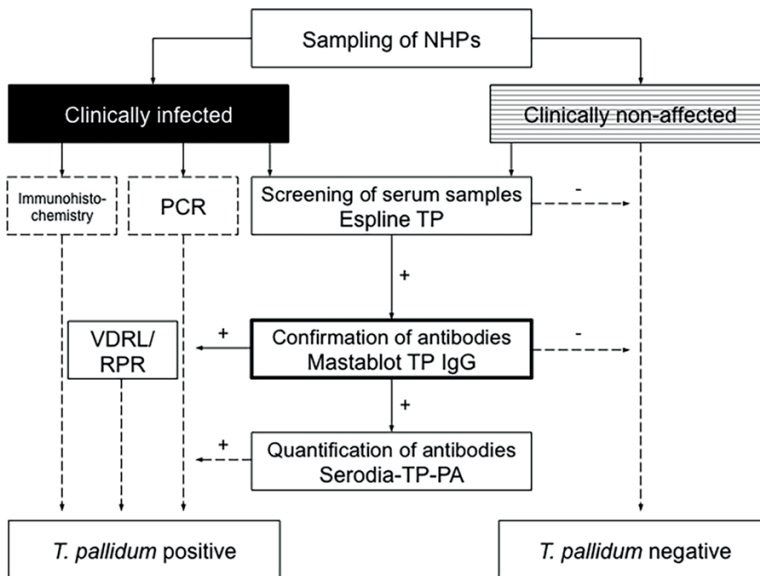 Sampling of NHPs
Clinically infected
Clinically non-affected
Immunohisto-
chemistry
PCR
Screening of serum samples
Espline TP
-
+
VDRL/
RPR
+
Confirmation of antibodies
Mastablot TP IgG
-
+
+
Quantification of antibodies
Serodia-TP-PA
T. pallidum positive
T. pallidum negative